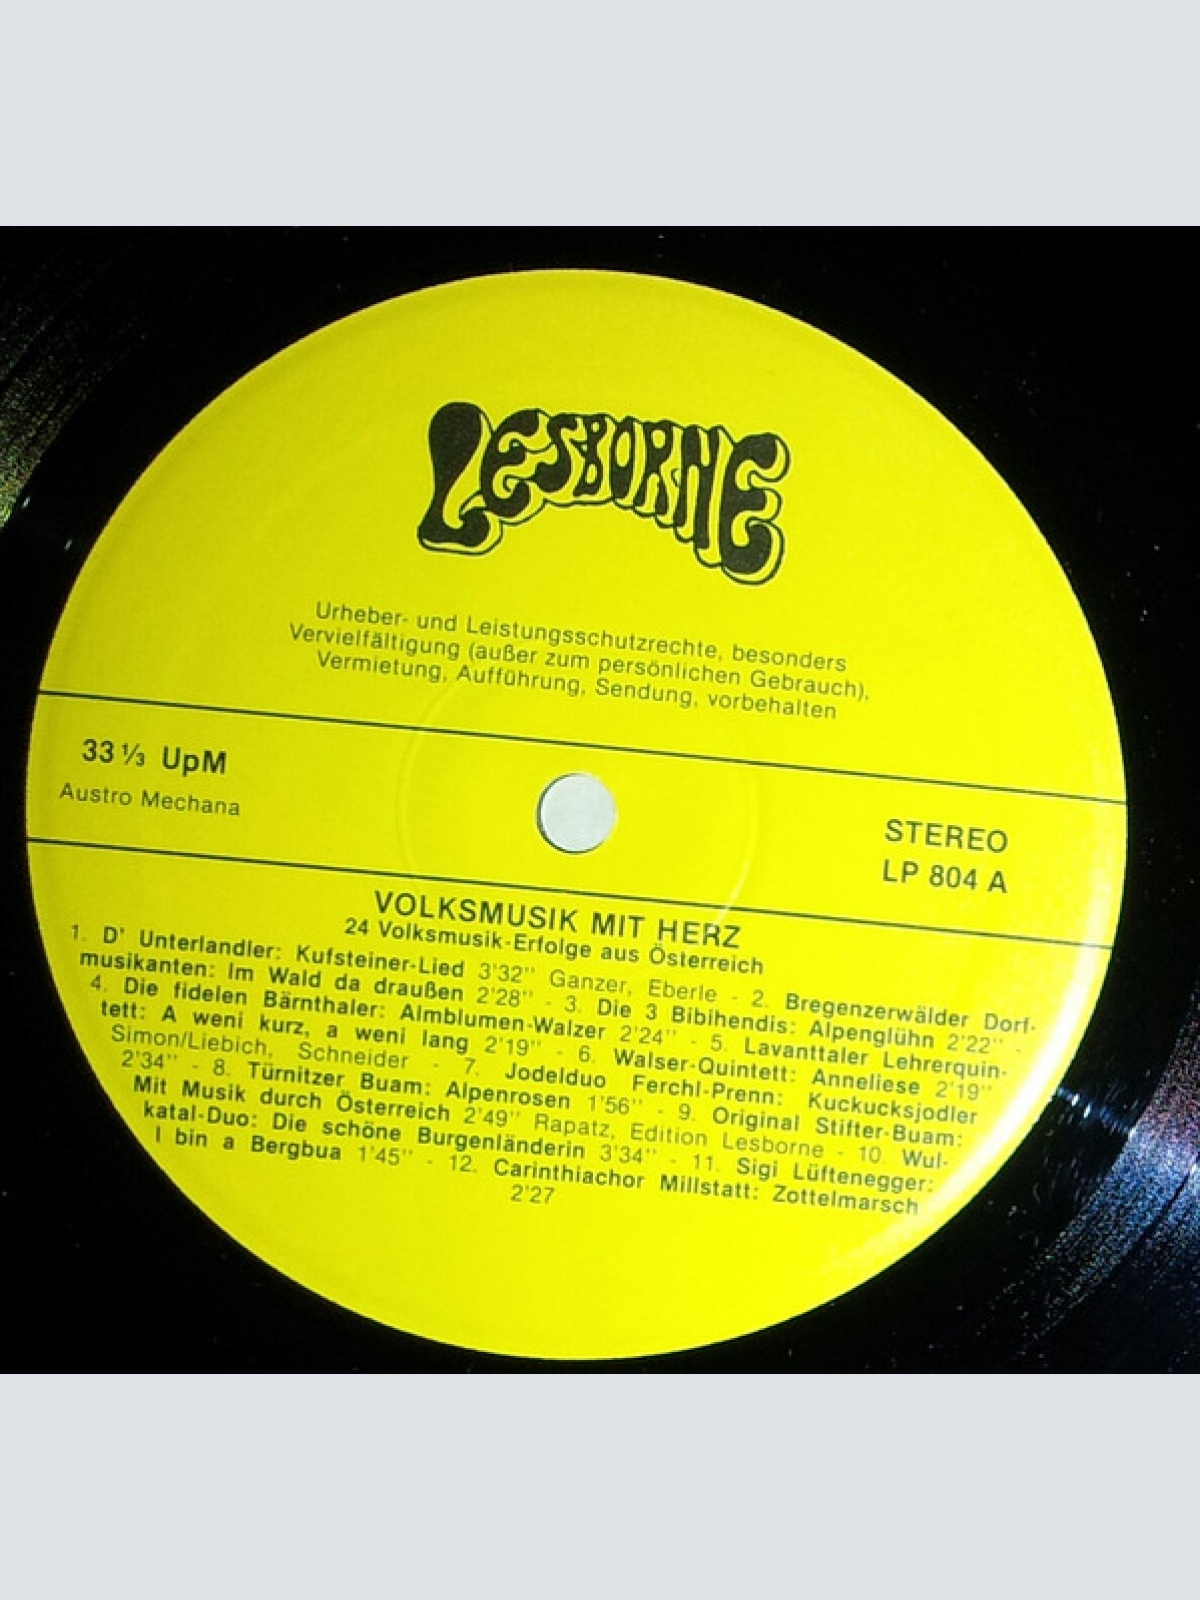 LESBORNE
Urheber- und Leistungsschutzrechte, besonders
Vervielfältigung (außer zum persönlichen Gebrauch),
Vermietung, Aufführung, Sendung, vorbehalten
33 ⅓ UpM
Austro Mechana
STEREO
LP 804 A
VOLKSMUSIK MIT HERZ
24 Volksmusik-Erfolge aus Österreich
1. D' Unterlandler: Kufsteiner-Lied 3'32" Ganzer, Eberle - 2. Bregenzerwälder Dorf-
musikanten: Im Wald da draußen 2'28" - 3. Die 3 Bibihendis: Alpenglühn 2'22" -
4. Die fidelen Bärnthaler: Almblumen-Walzer 2'24" - 5. Lavanttaler Lehrerquin-
tett: A weni kurz, a weni lang 2'19" - 6. Walser-Quintett: Anneliese 2'19"
Simon/Liebich, Schneider - 7. Jodelduo Ferchl-Prenn: Kuckucksjodler
2'34" - 8. Türnitzer Buam: Alpenrosen 1'56" - 9. Original Stifter-Buam:
Mit Musik durch Österreich 2'49" Rapatz, Edition Lesborne - 10. Wul-
katal-Duo: Die schöne Burgenländerin 3'34" - 11. Sigi Lüftenegger:
I bin a Bergbua 1'45" - 12. Carinthiachor Millstatt: Zottelmarsch
2'27